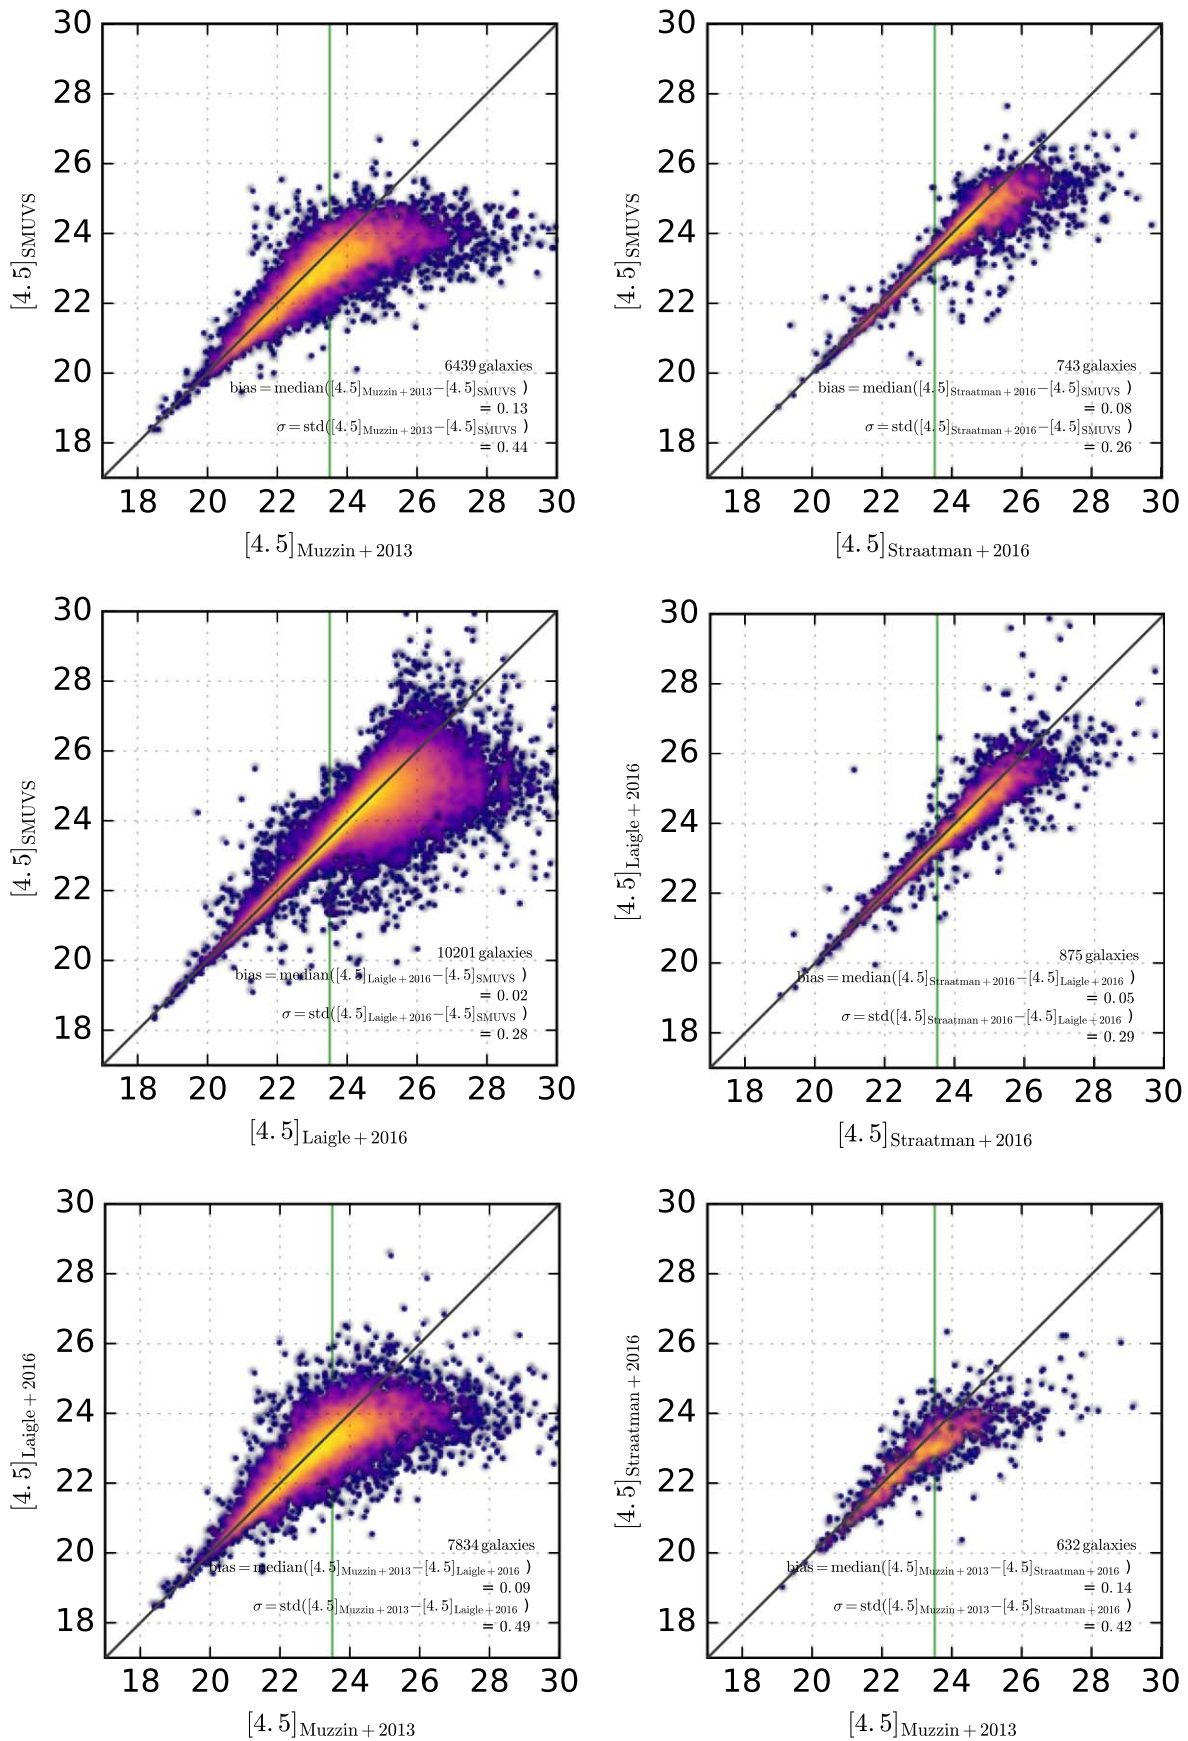 30
28
26
24
22
20
18
[4.5]SMUVS
6439 galaxies
bias = median([4.5]Muzzin+2013−[4.5]SMUVS )
= 0.13
σ = std([4.5]Muzzin+2013−[4.5]SMUVS )
= 0.44
18 20 22 24 26 28 30
[4.5]Muzzin+2013
30
28
26
24
22
20
18
[4.5]SMUVS
743 galaxies
bias = median([4.5]Straatman+2016−[4.5]SMUVS )
= 0.08
σ = std([4.5]Straatman+2016−[4.5]SMUVS )
= 0.26
18 20 22 24 26 28 30
[4.5]Straatman+2016
30
28
26
24
22
20
18
[4.5]SMUVS
10201 galaxies
bias = median([4.5]Laigle+2016−[4.5]SMUVS )
= 0.02
σ = std([4.5]Laigle+2016−[4.5]SMUVS )
= 0.28
18 20 22 24 26 28 30
[4.5]Laigle+2016
30
28
26
24
22
20
18
[4.5]Laigle+2016
875 galaxies
bias = median([4.5]Straatman+2016−[4.5]Laigle+2016 )
= 0.05
σ = std([4.5]Straatman+2016−[4.5]Laigle+2016 )
= 0.29
18 20 22 24 26 28 30
[4.5]Straatman+2016
30
28
26
24
22
20
18
[4.5]Laigle+2016
7834 galaxies
bias = median([4.5]Muzzin+2013−[4.5]Laigle+2016 )
= 0.09
σ = std([4.5]Muzzin+2013−[4.5]Laigle+2016 )
= 0.49
18 20 22 24 26 28 30
[4.5]Muzzin+2013
30
28
26
24
22
20
18
[4.5]Straatman+2016
632 galaxies
bias = median([4.5]Muzzin+2013−[4.5]Straatman+2016 )
= 0.14
σ = std([4.5]Muzzin+2013−[4.5]Straatman+2016 )
= 0.42
18 20 22 24 26 28 30
[4.5]Muzzin+2013